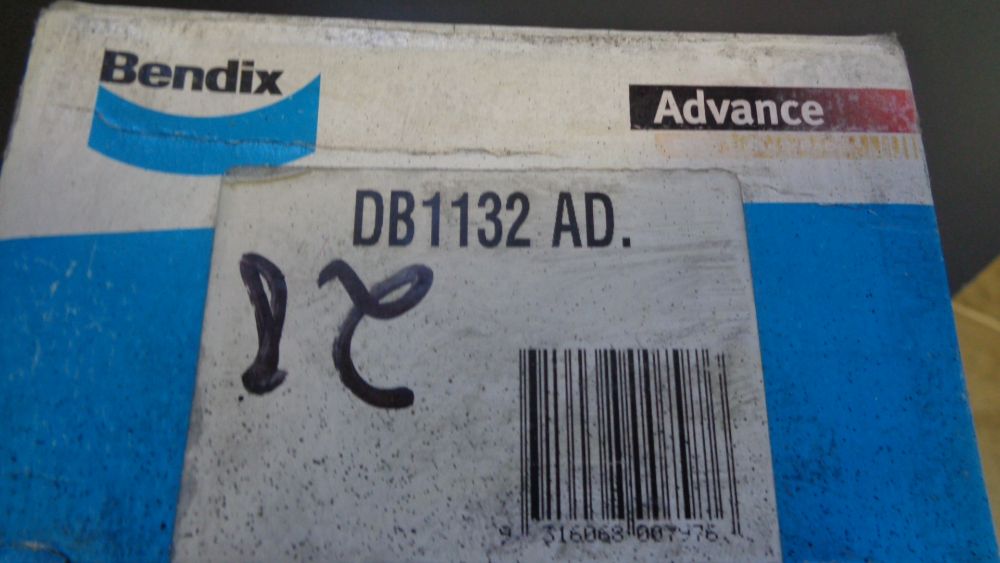 Bendix
Advance
DB1132 AD.
9 316068 007976